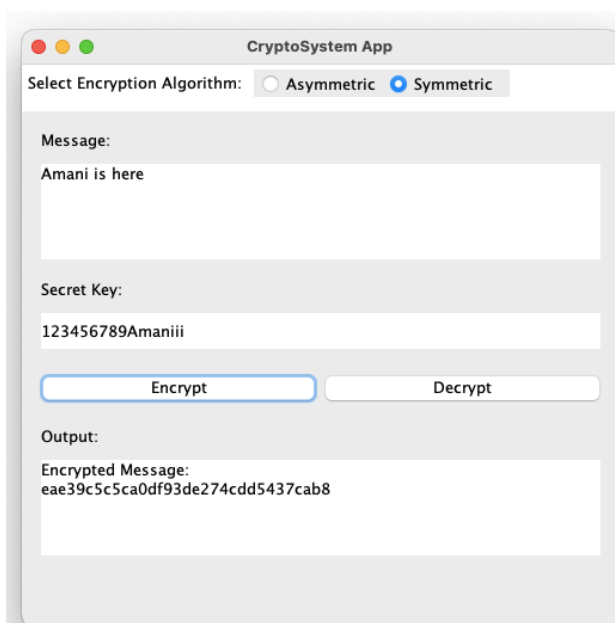 CryptoSystem App
Select Encryption Algorithm: Asymmetric Symmetric
Message:
Amani is here
Secret Key:
123456789Amaniii
Encrypt Decrypt
Output:
Encrypted Message:
eae39c5c5ca0df93de274cdd5437cab8